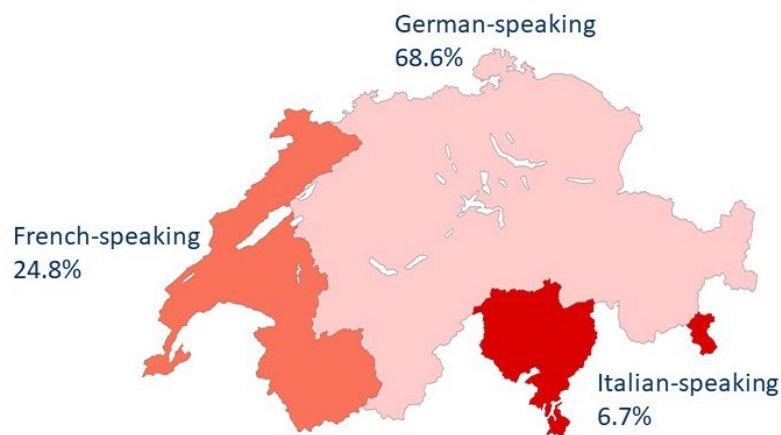 German-speaking
68.6%
French-speaking
24.8%
Italian-speaking
6.7%